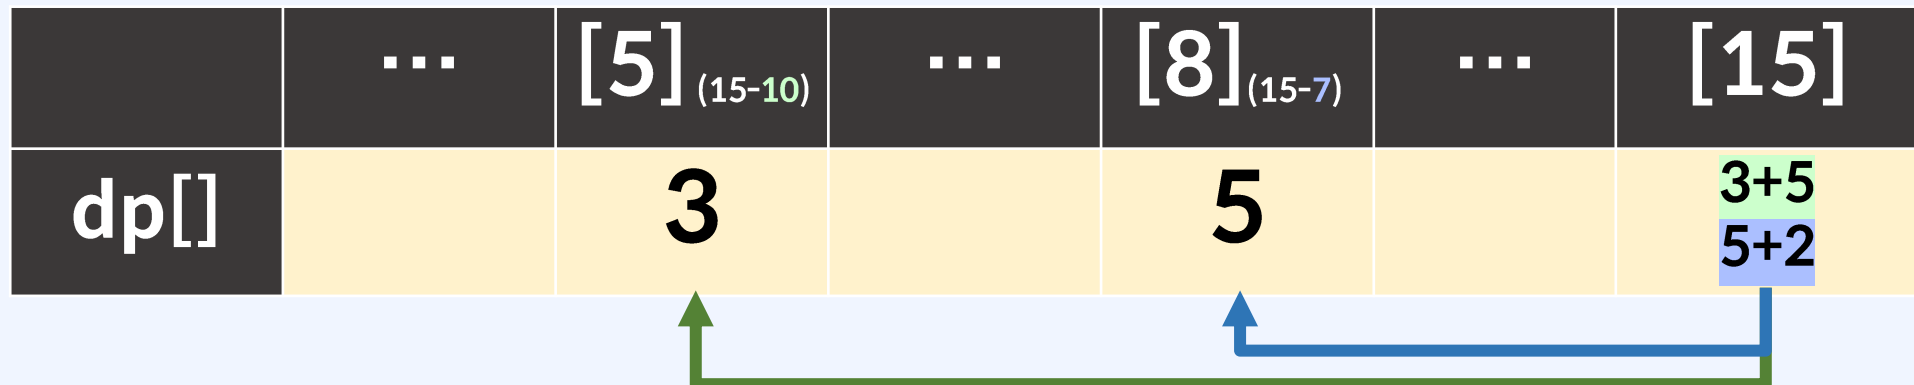 ... [5] (15-10) ... [8] (15-7) ... [15]
dp[] 3 5 3+5
5+2